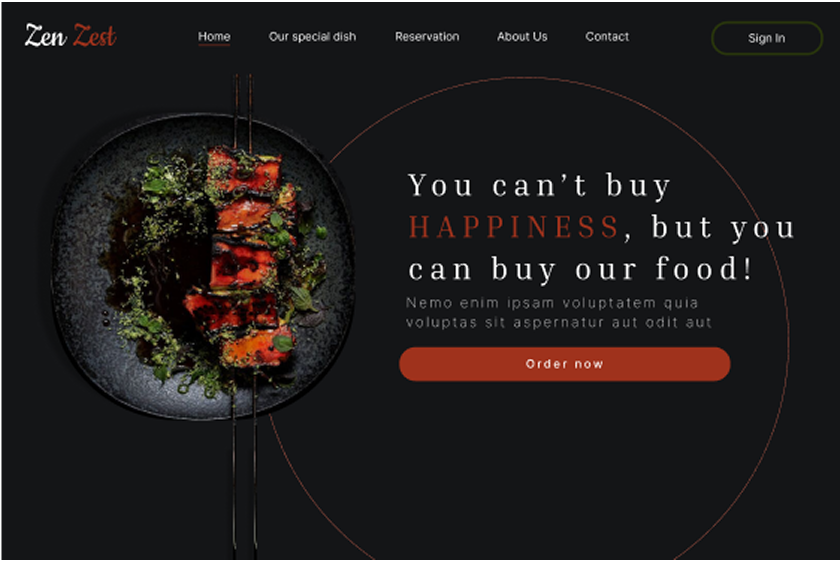 Zen Zest
Home
Our special dish
Reservation
About Us
Contact
Sign In
You can’t buy
HAPPINESS, but you
can buy our food!
Nemo enim ipsam voluptatem quia
voluptas sit aspernatur aut odit aut
Order now